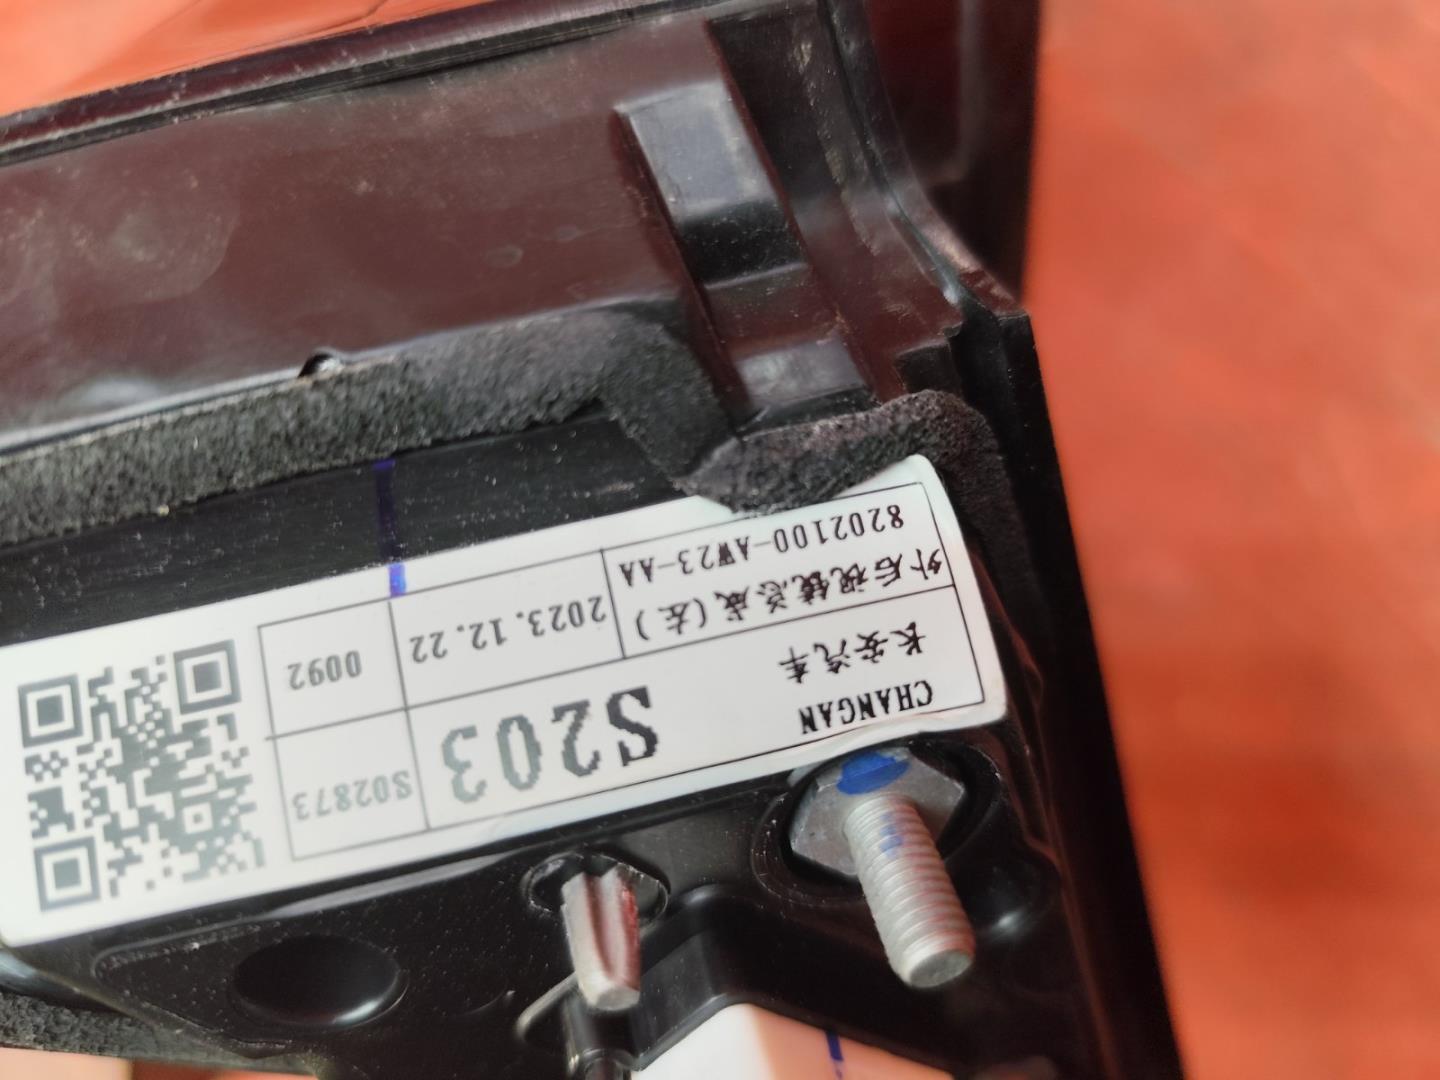 CHANGAN
长安汽车
S203
S02873
外后视镜总成(左)
8202100-AW23-AA
2023.12.22
0092